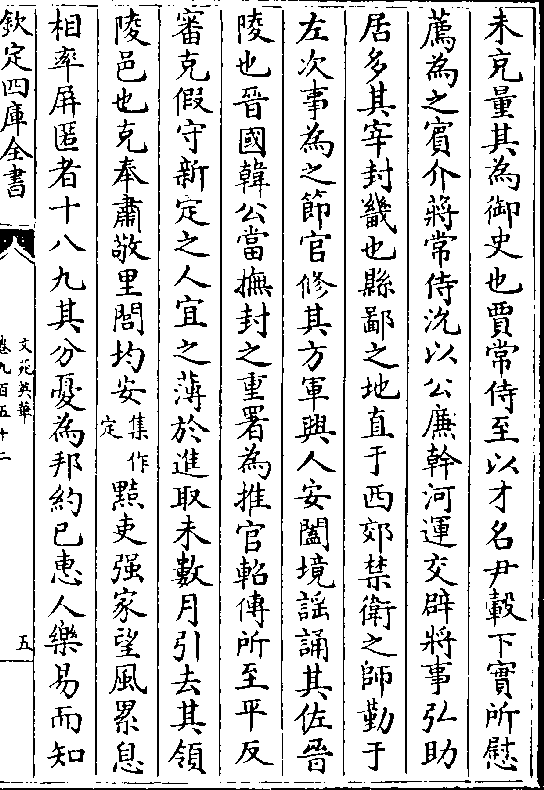 未克量其為御史也賈常侍至以才名尹轂下實所慰
薦為之賓介蔣常侍沇以公廉幹河運交辟將事弘助
居多其宰封畿也縣鄙之地直于西郊禁衛之師勤于
左次事為之節官修其方軍興人安闔境謡誦其佐晉
陵也晉國韓公當撫封之重署為推官軺傳所至平反
審克假守新定之人宜之薄於進取未數月引去其領
陵邑也克奉肅敬里閭均安集作定黠吏强家望風累息
相率屏匿者十八九其分憂為邦約已惠人樂易而知
欽定四庫全書
文苑英華
卷九百五十二
五